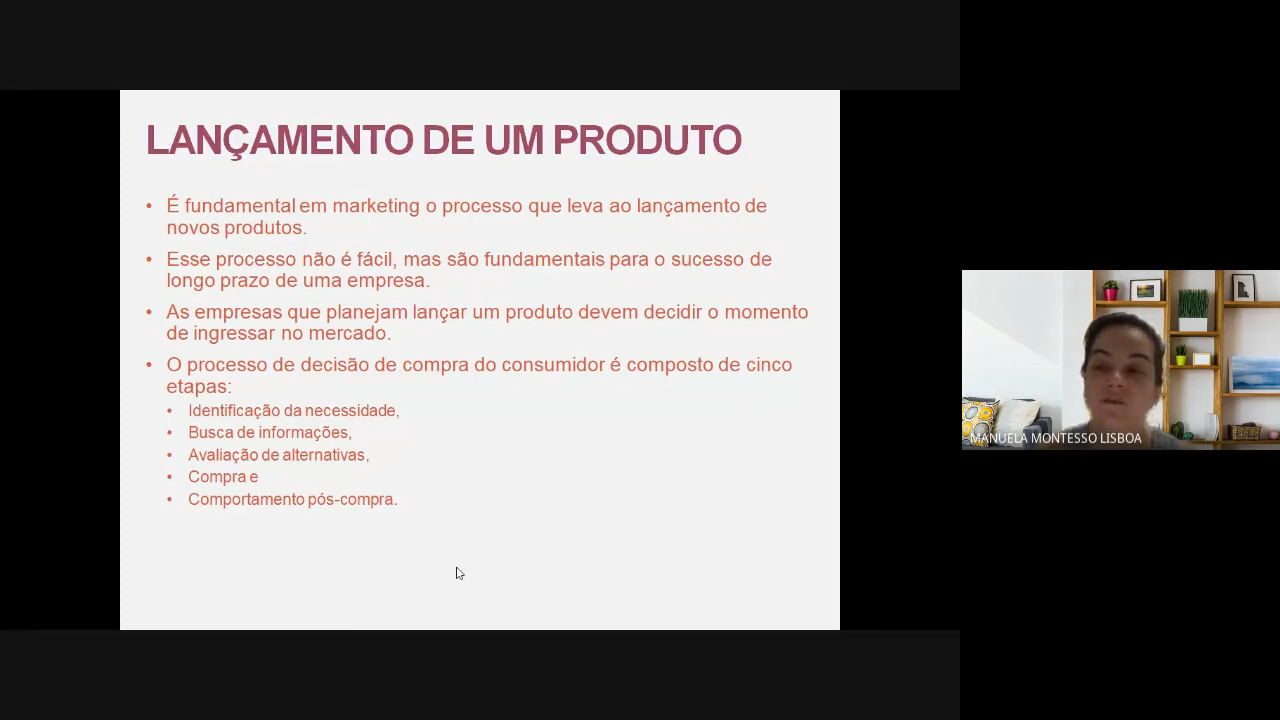 LANÇAMENTO DE UM PRODUTO
• É fundamental em marketing o processo que leva ao lançamento de
novos produtos.
• Esse processo não é fácil, mas são fundamentais para o sucesso de
longo prazo de uma empresa.
• As empresas que planejam lançar um produto devem decidir o momento
de ingressar no mercado.
• O processo de decisão de compra do consumidor é composto de cinco
etapas:
• Identificação da necessidade,
• Busca de informações,
• Avaliação de alternativas,
• Compra e
• Comportamento pós-compra.
MANUELA MONTESSO LISBOA